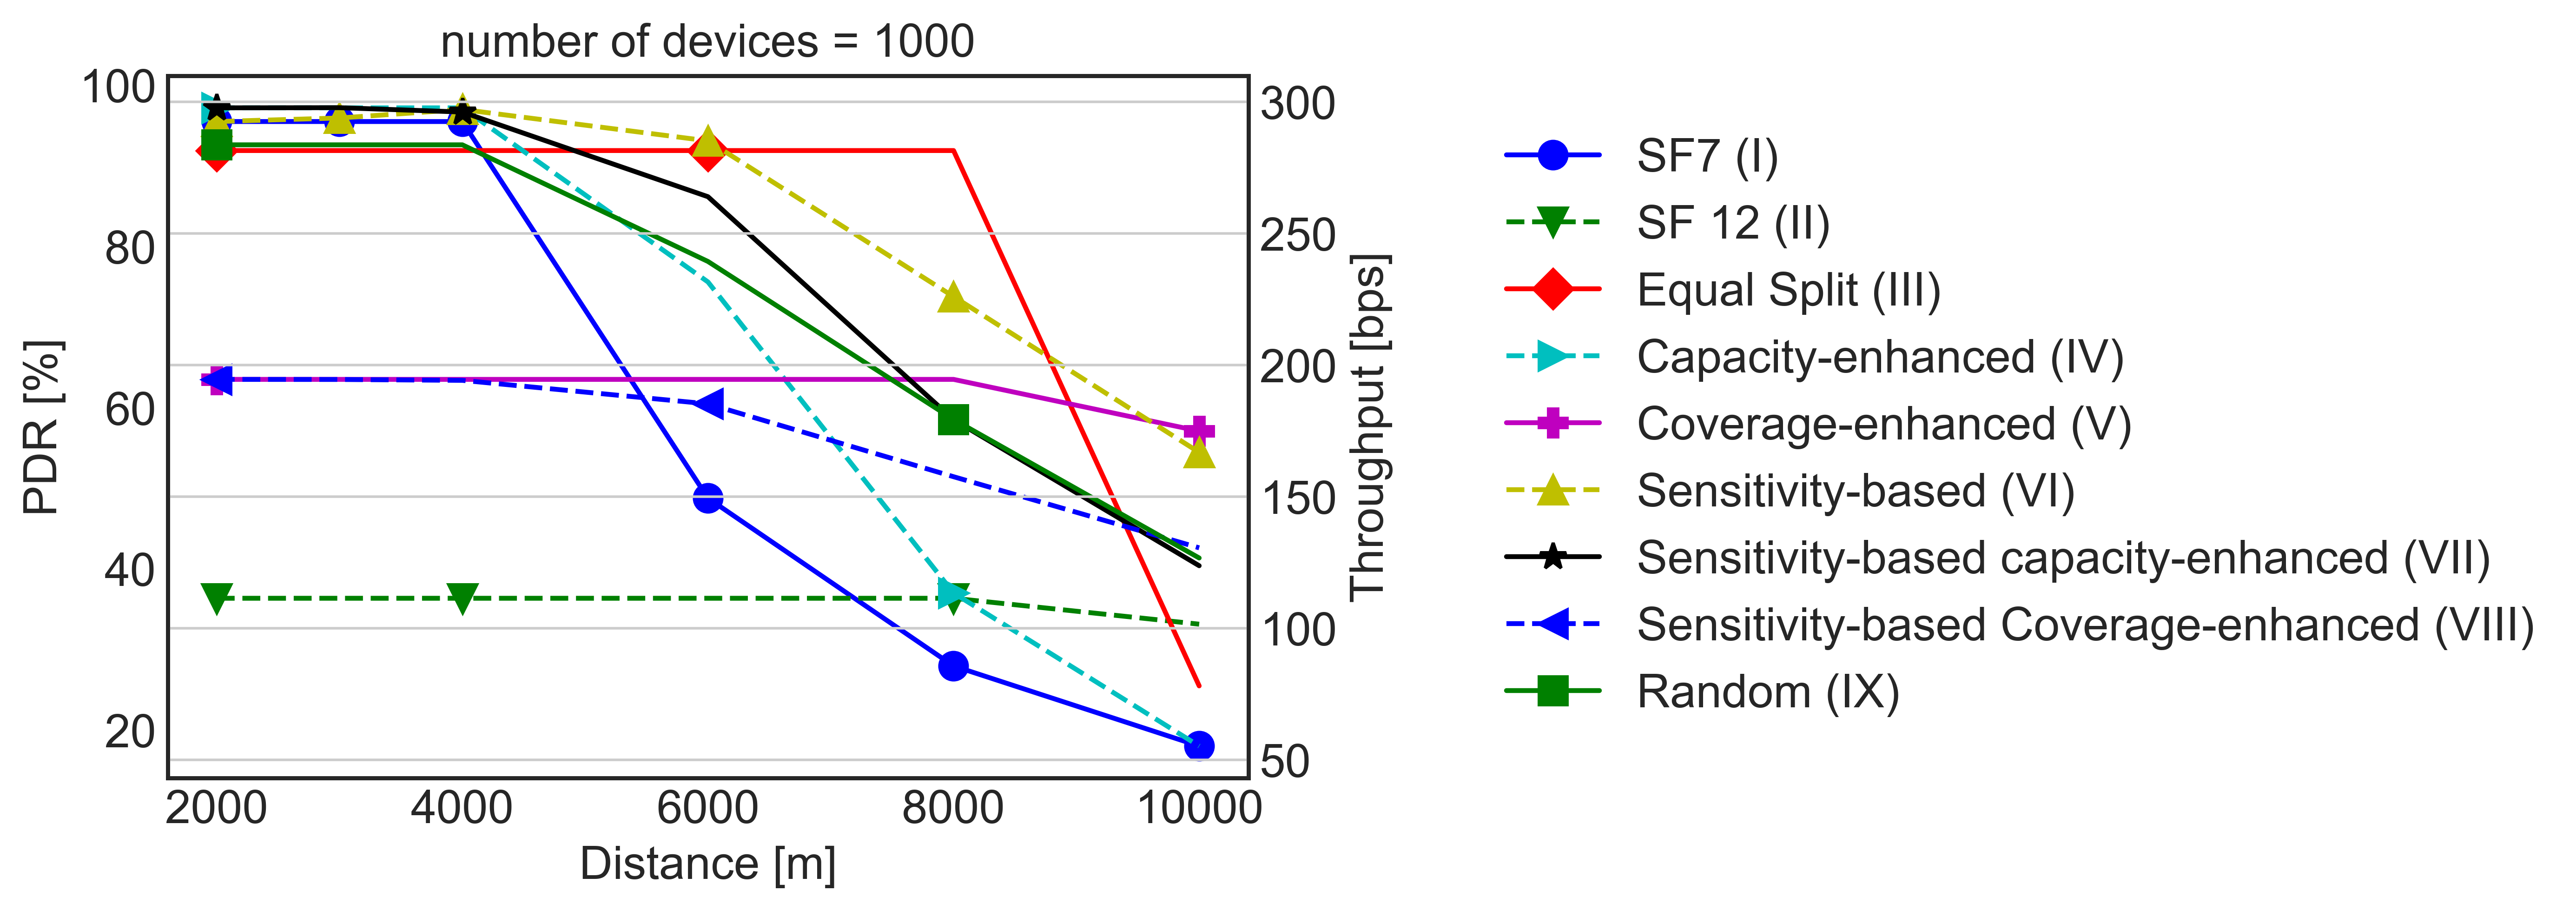 number of devices = 1000
100
80
60
40
20
PDR [%]
300
250
200
150
100
50
Throughput [bps]
2000 4000 6000 8000 10000
Distance [m]
SF7 (I)
SF 12 (II)
Equal Split (III)
Capacity-enhanced (IV)
Coverage-enhanced (V)
Sensitivity-based (VI)
Sensitivity-based capacity-enhanced (VII)
Sensitivity-based Coverage-enhanced (VIII)
Random (IX)